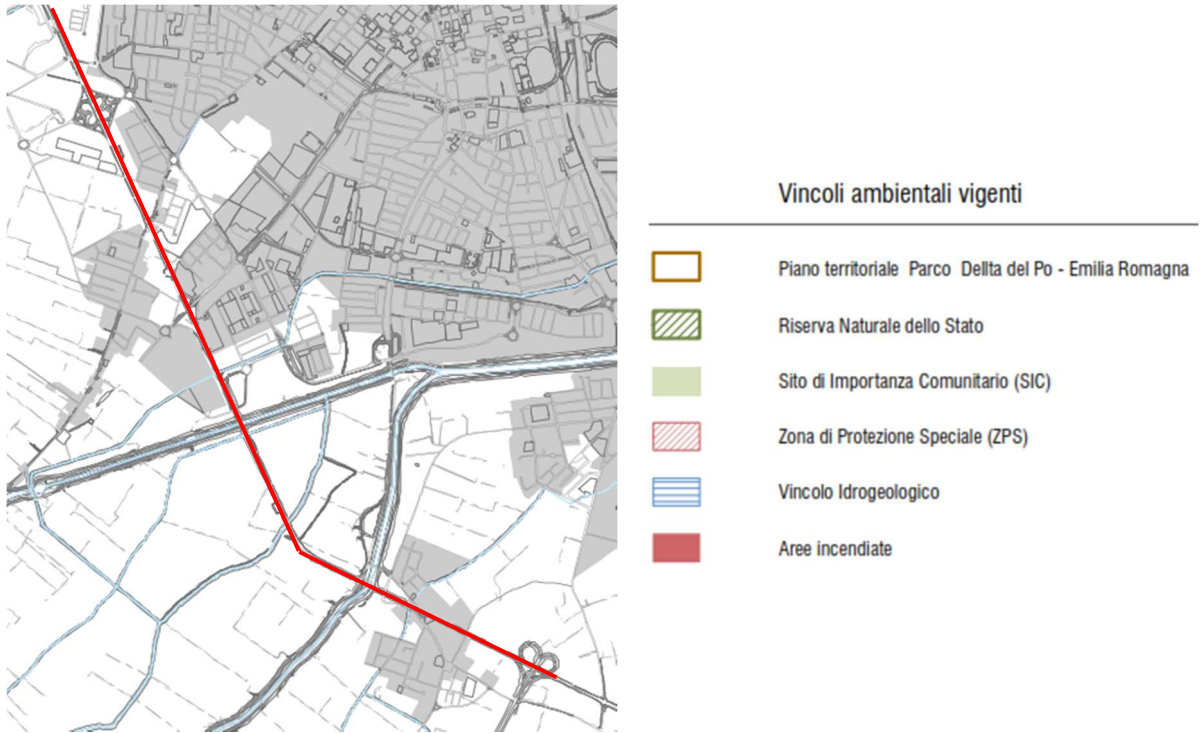 Vincoli ambientali vigenti
Piano territoriale Parco Dellta del Po - Emilia Romagna
Riserva Naturale dello Stato
Sito di Importanza Comunitario (SIC)
Zona di Protezione Speciale (ZPS)
Vincolo Idrogeologico
Aree incendiate